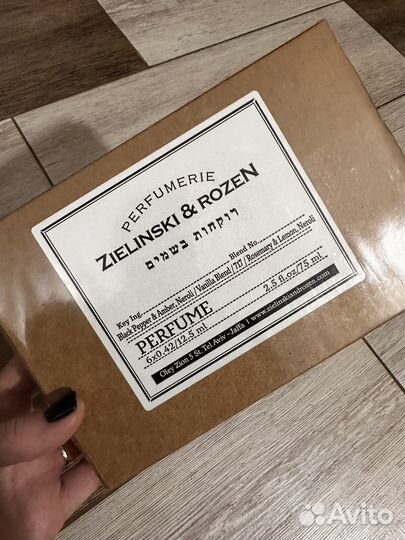 PERFUMERIE
ZIELINSKI & ROZEN
רוקחות בשמים
Key Ing. Blend No.
Black Pepper & Amber, Neroli / Vanilla Blend / 717 / Rosemary & Lemon, Neroli
PERFUME
6x0.42/12.5 ml 2.5 fl.oz/75 ml
Oley Zion 5 St. Tel Aviv - Jaffa | www.zielinskiandrozen.com
Avito